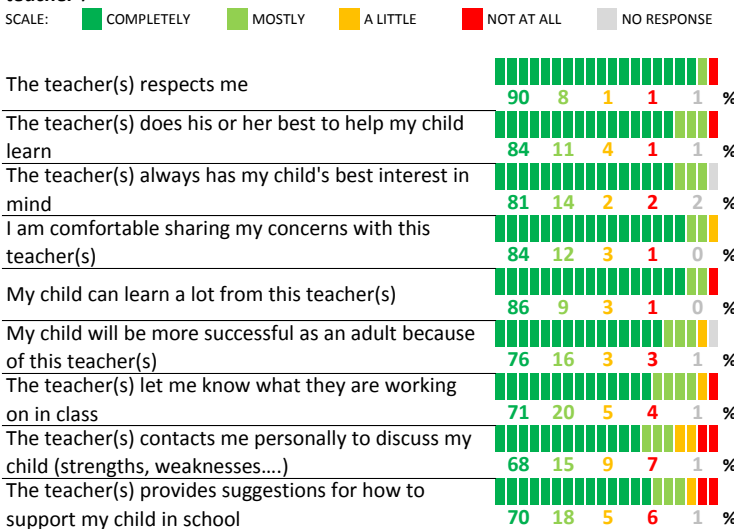 teacher?
SCALE: COMPLETELY MOSTLY A LITTLE NOT AT ALL NO RESPONSE
The teacher(s) respects me
90 8 1 1 1 %
The teacher(s) does his or her best to help my child
learn
84 11 4 1 1 %
The teacher(s) always has my child's best interest in
mind
81 14 2 2 2 %
I am comfortable sharing my concerns with this
teacher(s)
84 12 3 1 0 %
My child can learn a lot from this teacher(s)
86 9 3 1 0 %
My child will be more successful as an adult because
of this teacher(s)
76 16 3 3 1 %
The teacher(s) let me know what they are working
on in class
71 20 5 4 1 %
The teacher(s) contacts me personally to discuss my
child (strengths, weaknesses....)
68 15 9 7 1 %
The teacher(s) provides suggestions for how to
support my child in school
70 18 5 6 1 %